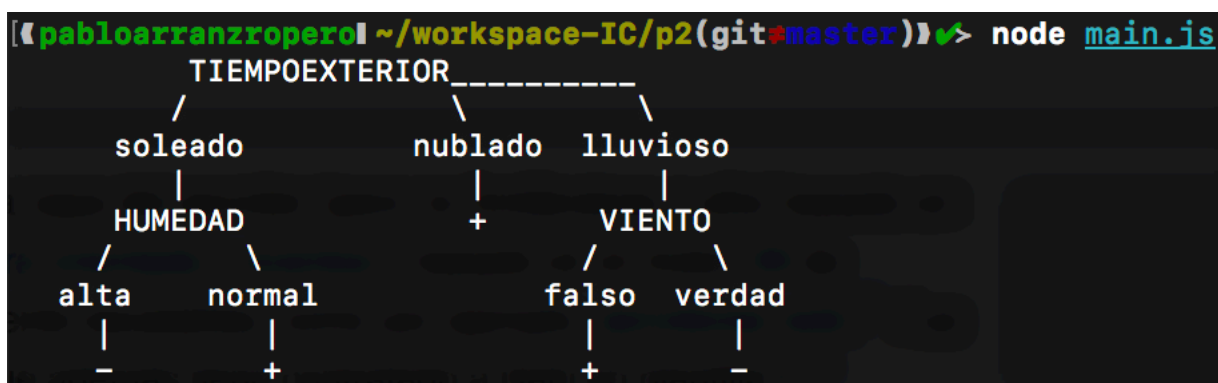 [⟪pabloarranzropero ~/workspace-IC/p2(git≠master)⟫✔> node main.js
TIEMPOEXTERIOR__________
/ \ \
soleado nublado lluvioso
| | |
HUMEDAD + VIENTO
/ \ / \
alta normal falso verdad
| | | |
- + + -